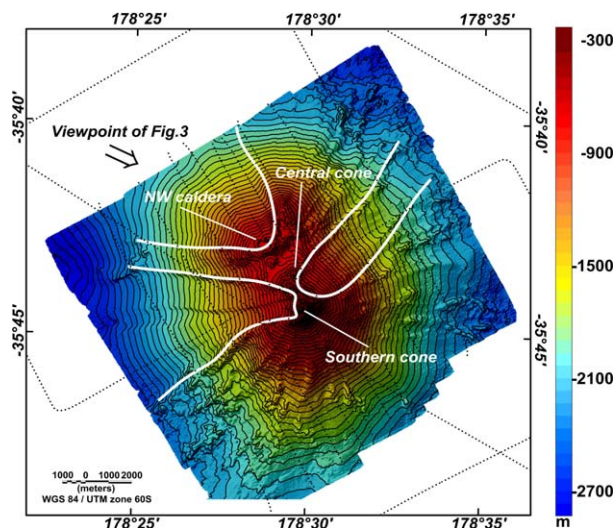 178°25' 178°30' 178°35'
-300
-35°40' -35°40'
Viewpoint of Fig.3
Central cone
NW caldera
-900
-1500
-35°45' -35°45'
Southern cone
-2100
1000 0 1000 2000
(meters)
WGS 84 / UTM zone 60S
-2700
m
178°25' 178°30' 178°35'